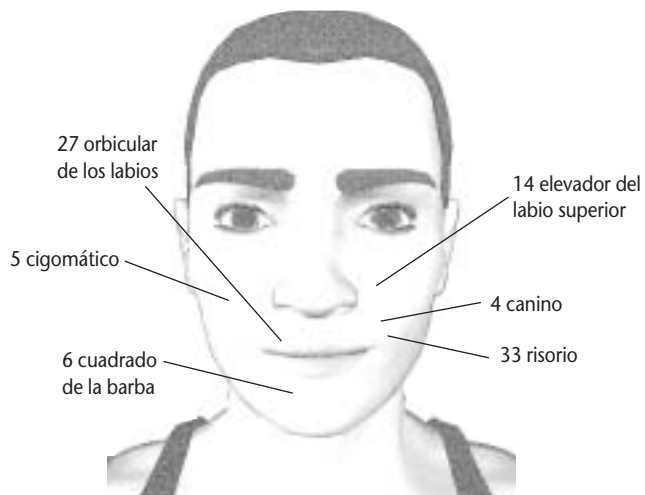 27 orbicular
de los labios
14 elevador del
labio superior
5 cigomático
4 canino
33 risorio
6 cuadrado
de la barba